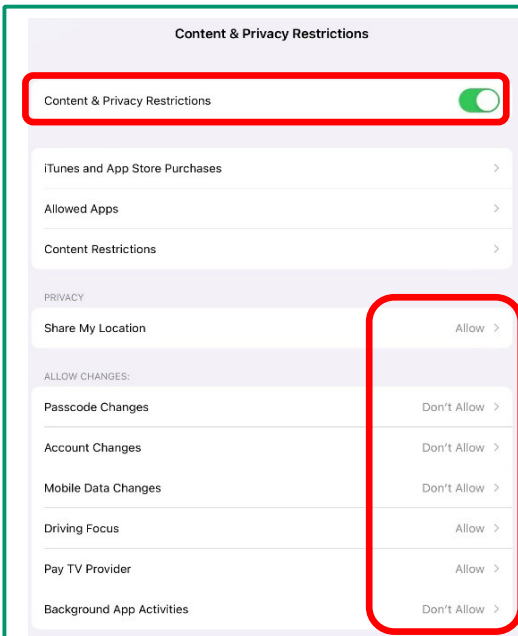 Content & Privacy Restrictions
Content & Privacy Restrictions
iTunes and App Store Purchases
Allowed Apps
Content Restrictions
PRIVACY
Share My Location Allow
ALLOW CHANGES:
Passcode Changes Don't Allow
Account Changes Don't Allow
Mobile Data Changes Don't Allow
Driving Focus Allow
Pay TV Provider Allow
Background App Activities Don't Allow